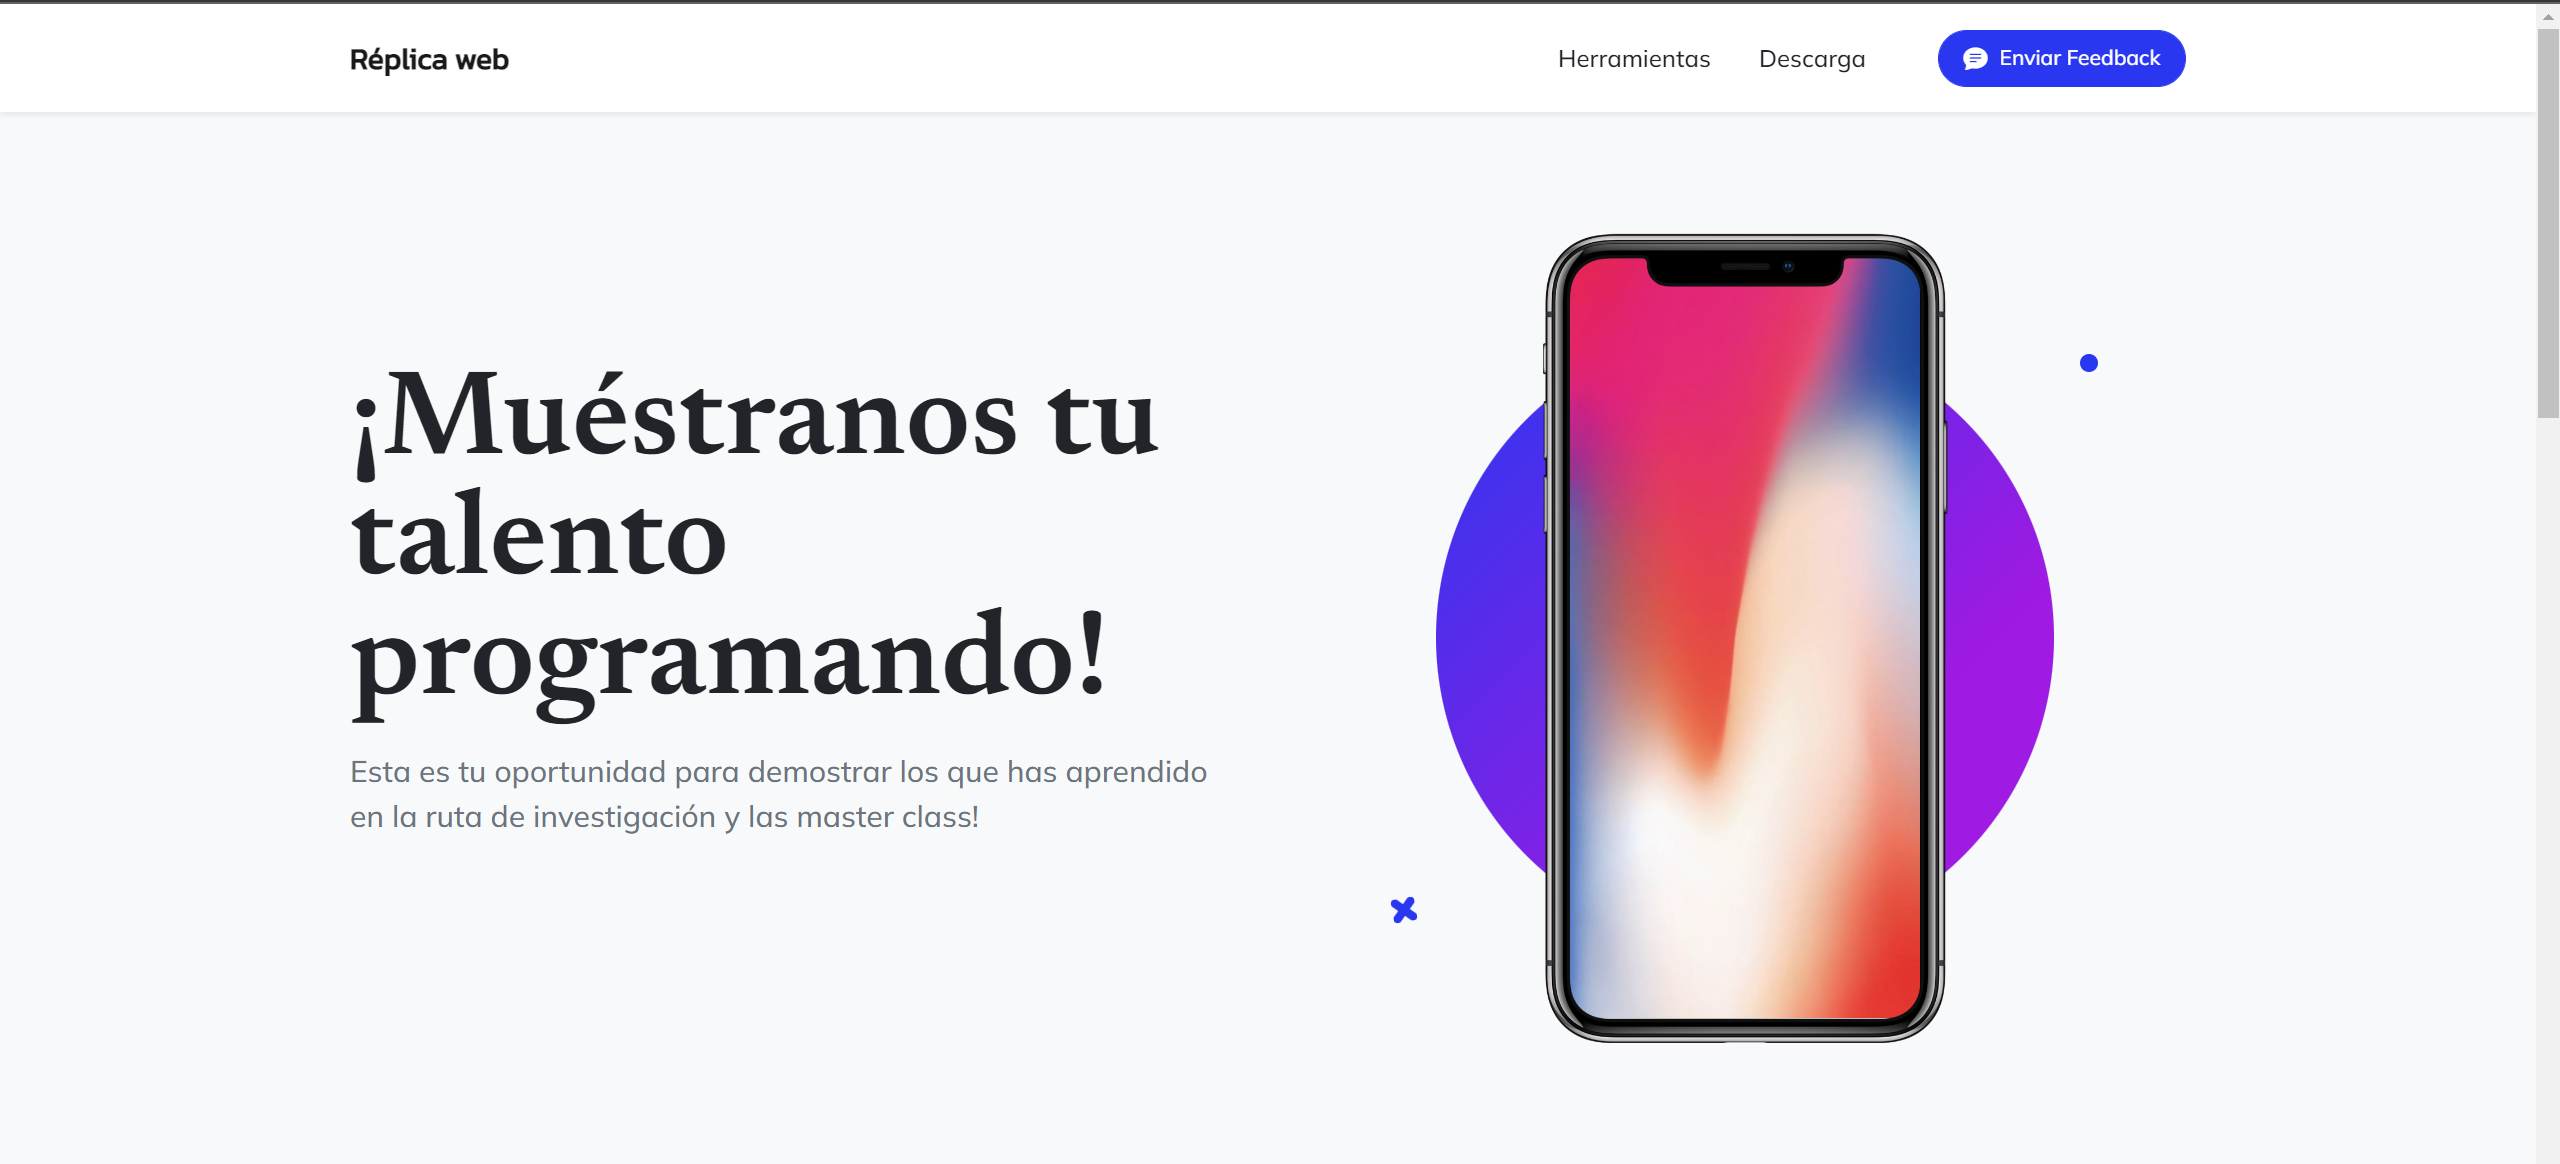 Réplica web
Herramientas
Descarga
Enviar Feedback
¡Muéstranos tu
talento
programando!
Esta es tu oportunidad para demostrar los que has aprendido
en la ruta de investigación y las master class!